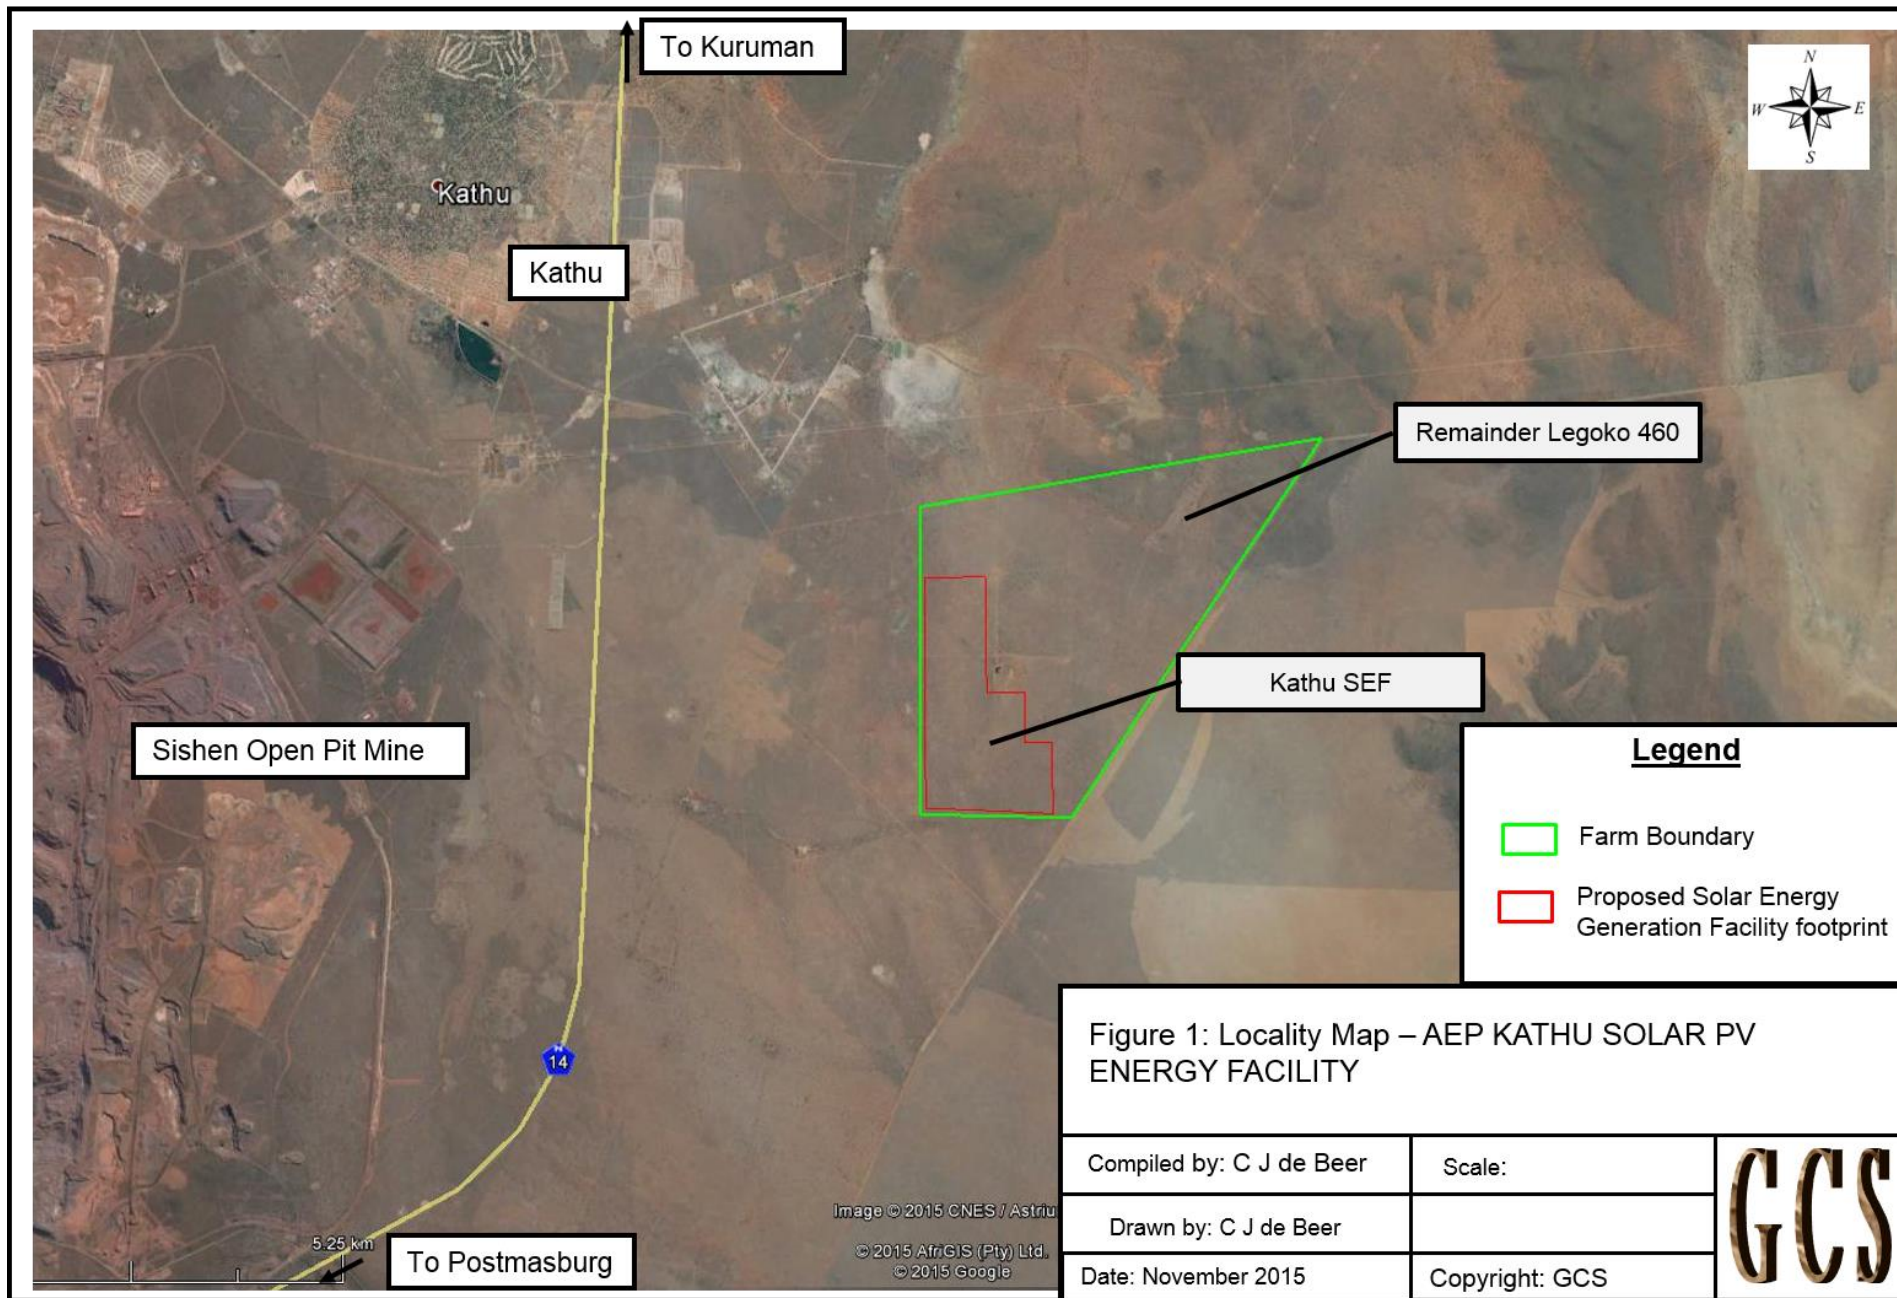 To Kuruman
N
W
E
S
Kathu
Kathu
Remainder Legoko 460
Kathu SEF
Sishen Open Pit Mine
Legend
Farm Boundary
Proposed Solar Energy
Generation Facility footprint
N
14
Figure 1: Locality Map – AEP KATHU SOLAR PV
ENERGY FACILITY
Compiled by: C J de Beer
Scale:
Drawn by: C J de Beer
Date: November 2015
Copyright: GCS
GCS
Image © 2015 CNES / Astriu
© 2015 AfriGIS (Pty) Ltd.
© 2015 Google
5.25 km
To Postmasburg